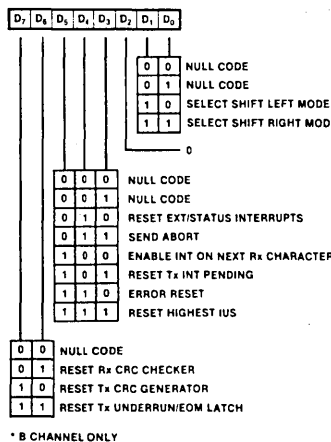 D7 D6 D5 D4 D3 D2 D1 D0
0 0 NULL CODE
0 1 NULL CODE
1 0 SELECT SHIFT LEFT MODE
1 1 SELECT SHIFT RIGHT MOD
0
0 0 0 NULL CODE
0 0 1 NULL CODE
0 1 0 RESET EXT/STATUS INTERRUPTS
0 1 1 SEND ABORT
1 0 0 ENABLE INT ON NEXT Rx CHARACTER
1 0 1 RESET Tx INT PENDING
1 1 0 ERROR RESET
1 1 1 RESET HIGHEST IUS
0 0 NULL CODE
0 1 RESET Rx CRC CHECKER
1 0 RESET Tx CRC GENERATOR
1 1 RESET Tx UNDERRUN/EOM LATCH
* B CHANNEL ONLY